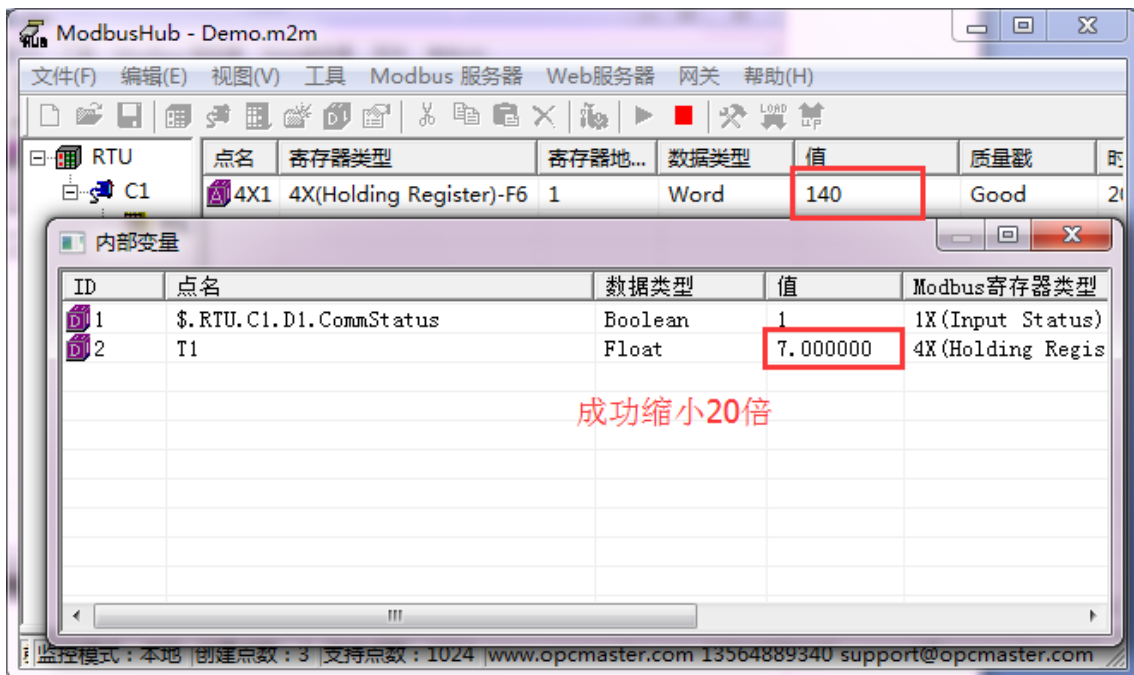 ModbusHub - Demo.m2m
文件(F) 编辑(E) 视图(V) 工具 Modbus 服务器 Web服务器 网关 帮助(H)
RTU 点名 寄存器类型 寄存器地... 数据类型 值 质量戳 时
C1 4X1 4X(Holding Register)-F6 1 Word 140 Good 20
内部变量
ID 点名 数据类型 值 Modbus寄存器类型
1 $.RTU.C1.D1.CommStatus Boolean 1 1X(Input Status)
2 T1 Float 7.000000 4X(Holding Regis
成功缩小20倍
监控模式：本地 创建点数：3 支持点数：1024 www.opcmaster.com 13564889340 support@opcmaster.com